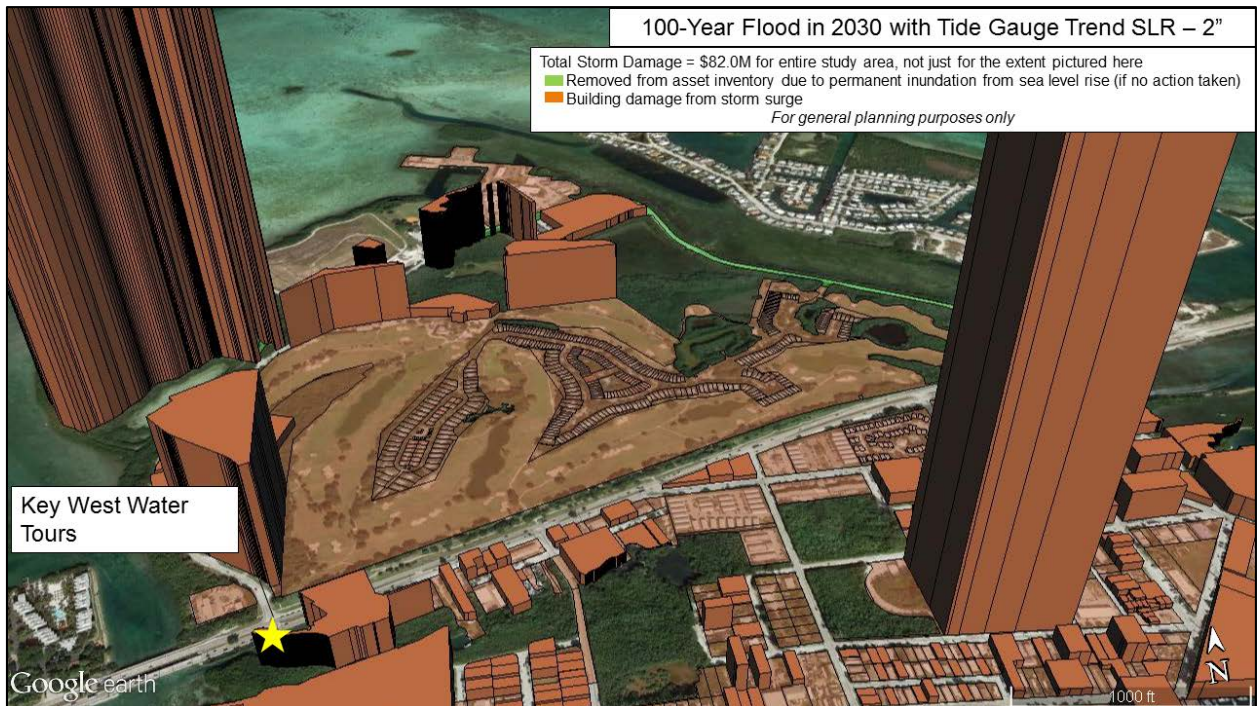 100-Year Flood in 2030 with Tide Gauge Trend SLR – 2”
Total Storm Damage = $82.0M for entire study area, not just for the extent pictured here
Removed from asset inventory due to permanent inundation from sea level rise (if no action taken)
Building damage from storm surge
For general planning purposes only
Key West Water
Tours
Google earth
N
1000 ft